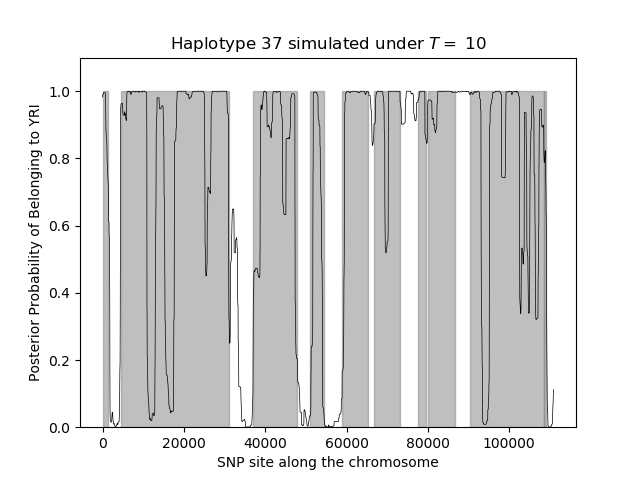 Haplotype 37 simulated under T = 10
Posterior Probability of Belonging to YRI
1.0
0.8
0.6
0.4
0.2
0.0
0 20000 40000 60000 80000 100000
SNP site along the chromosome